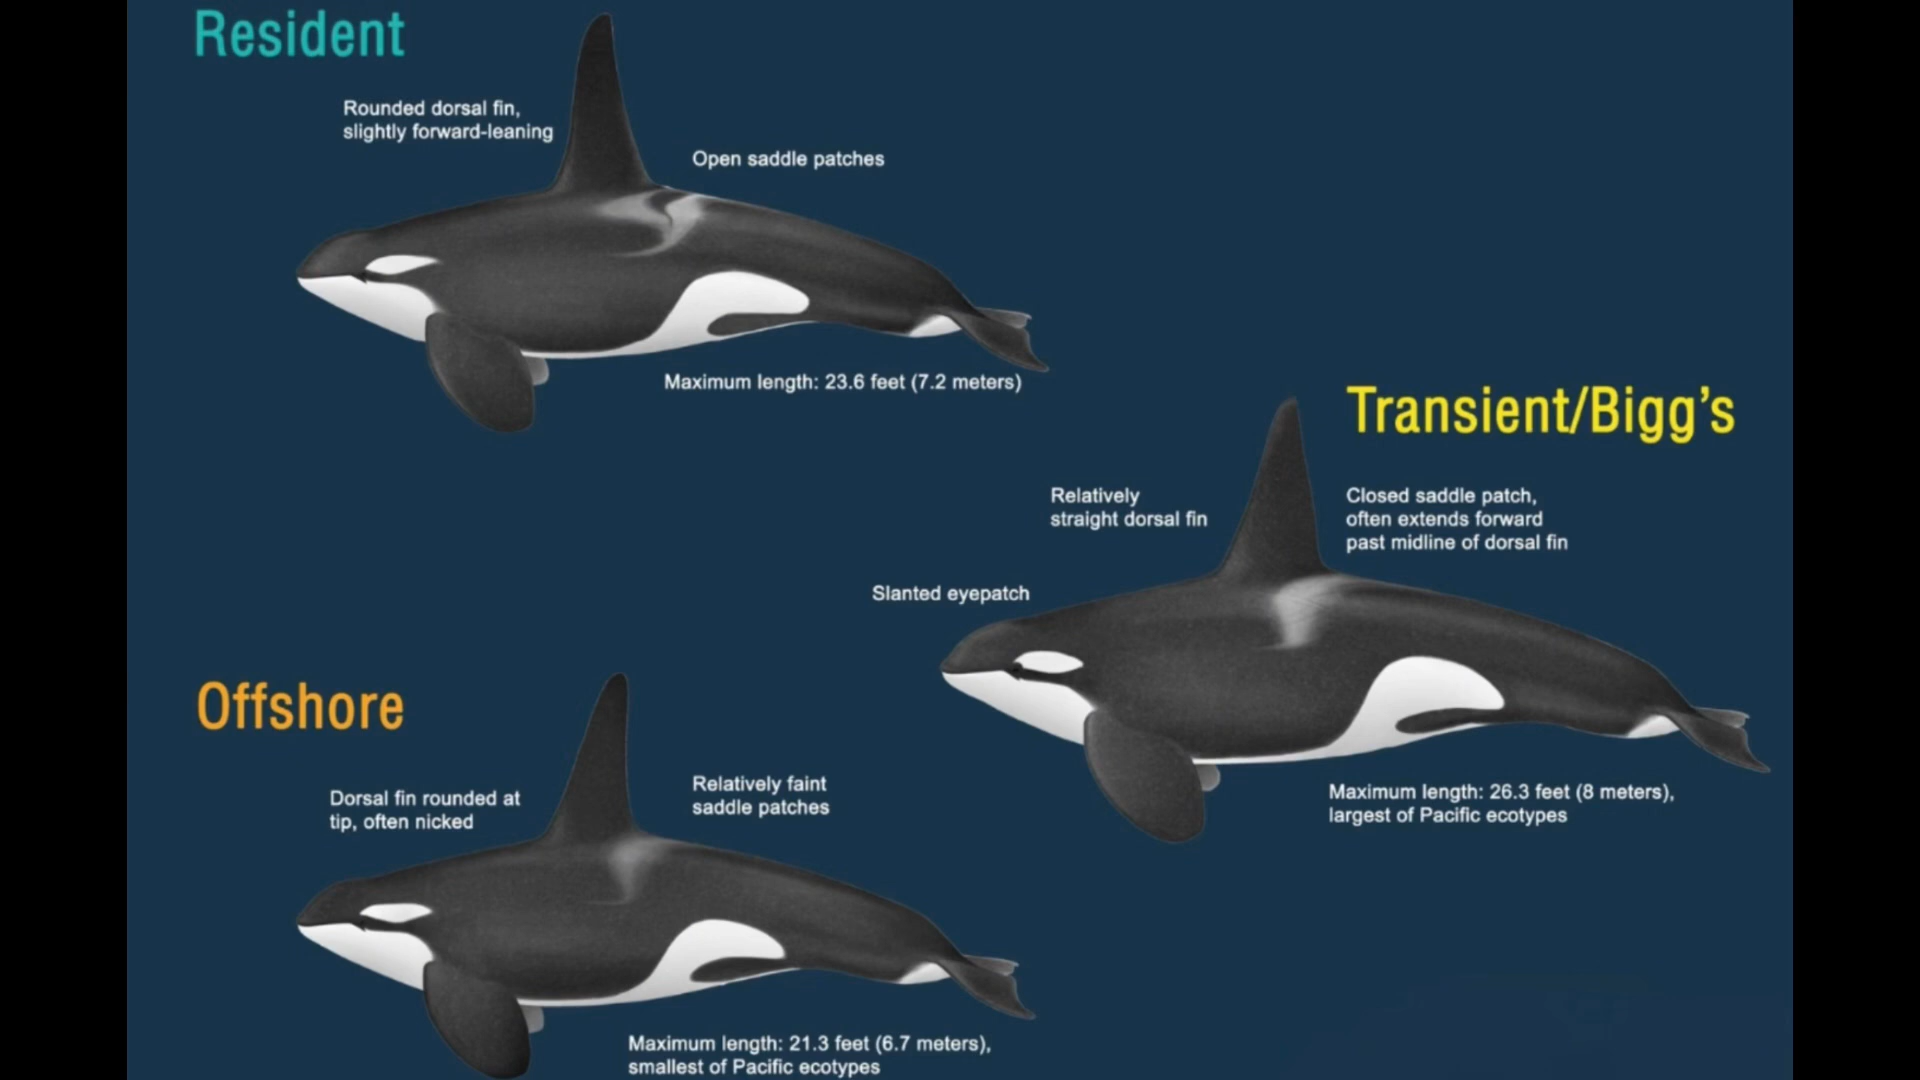 Resident
Rounded dorsal fin,
slightly forward-leaning
Open saddle patches
Maximum length: 23.6 feet (7.2 meters)
Transient/Bigg's
Relatively
straight dorsal fin
Closed saddle patch,
often extends forward
past midline of dorsal fin
Slanted eyepatch
Maximum length: 26.3 feet (8 meters),
largest of Pacific ecotypes
Offshore
Dorsal fin rounded at
tip, often nicked
Relatively faint
saddle patches
Maximum length: 21.3 feet (6.7 meters),
smallest of Pacific ecotypes